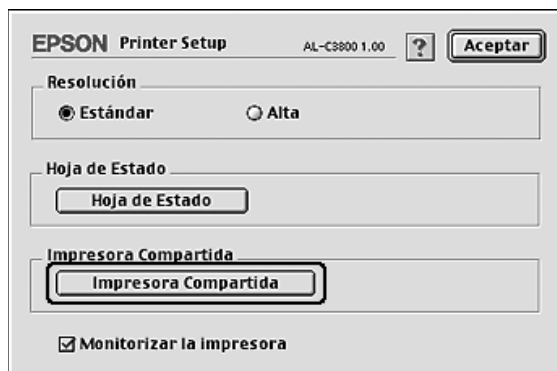 EPSON Printer Setup AL-C3800 1.00 ? Aceptar
Resolución
Estándar Alta
Hoja de Estado
Hoja de Estado
Impresora Compartida
Impresora Compartida
Monitorizar la impresora